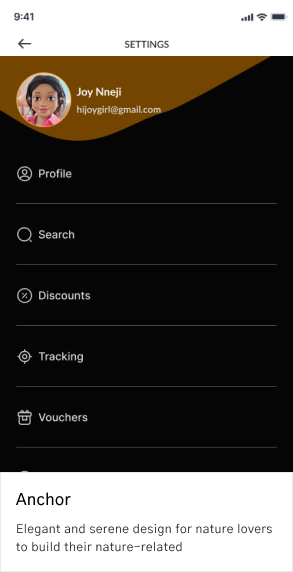 9:41
SETTINGS
Joy Nneji
hijoygirl@gmail.com
Profile
Search
Discounts
Tracking
Vouchers
Anchor
Elegant and serene design for nature lovers
to build their nature-related